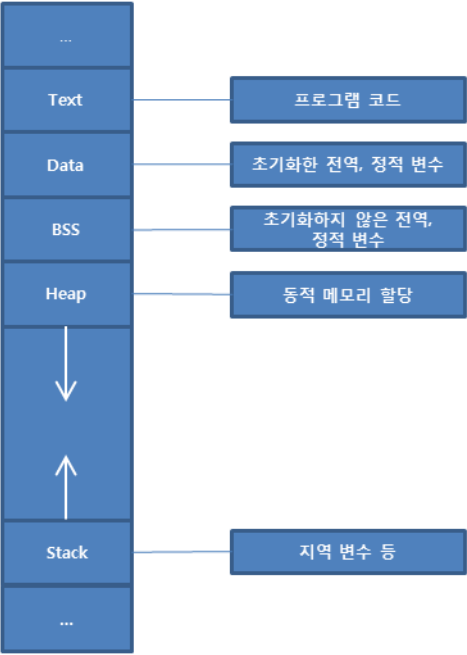 ...
Text
프로그램 코드
Data
초기화한 전역, 정적 변수
BSS
초기화하지 않은 전역,
정적 변수
Heap
동적 메모리 할당
Stack
지역 변수 등
...